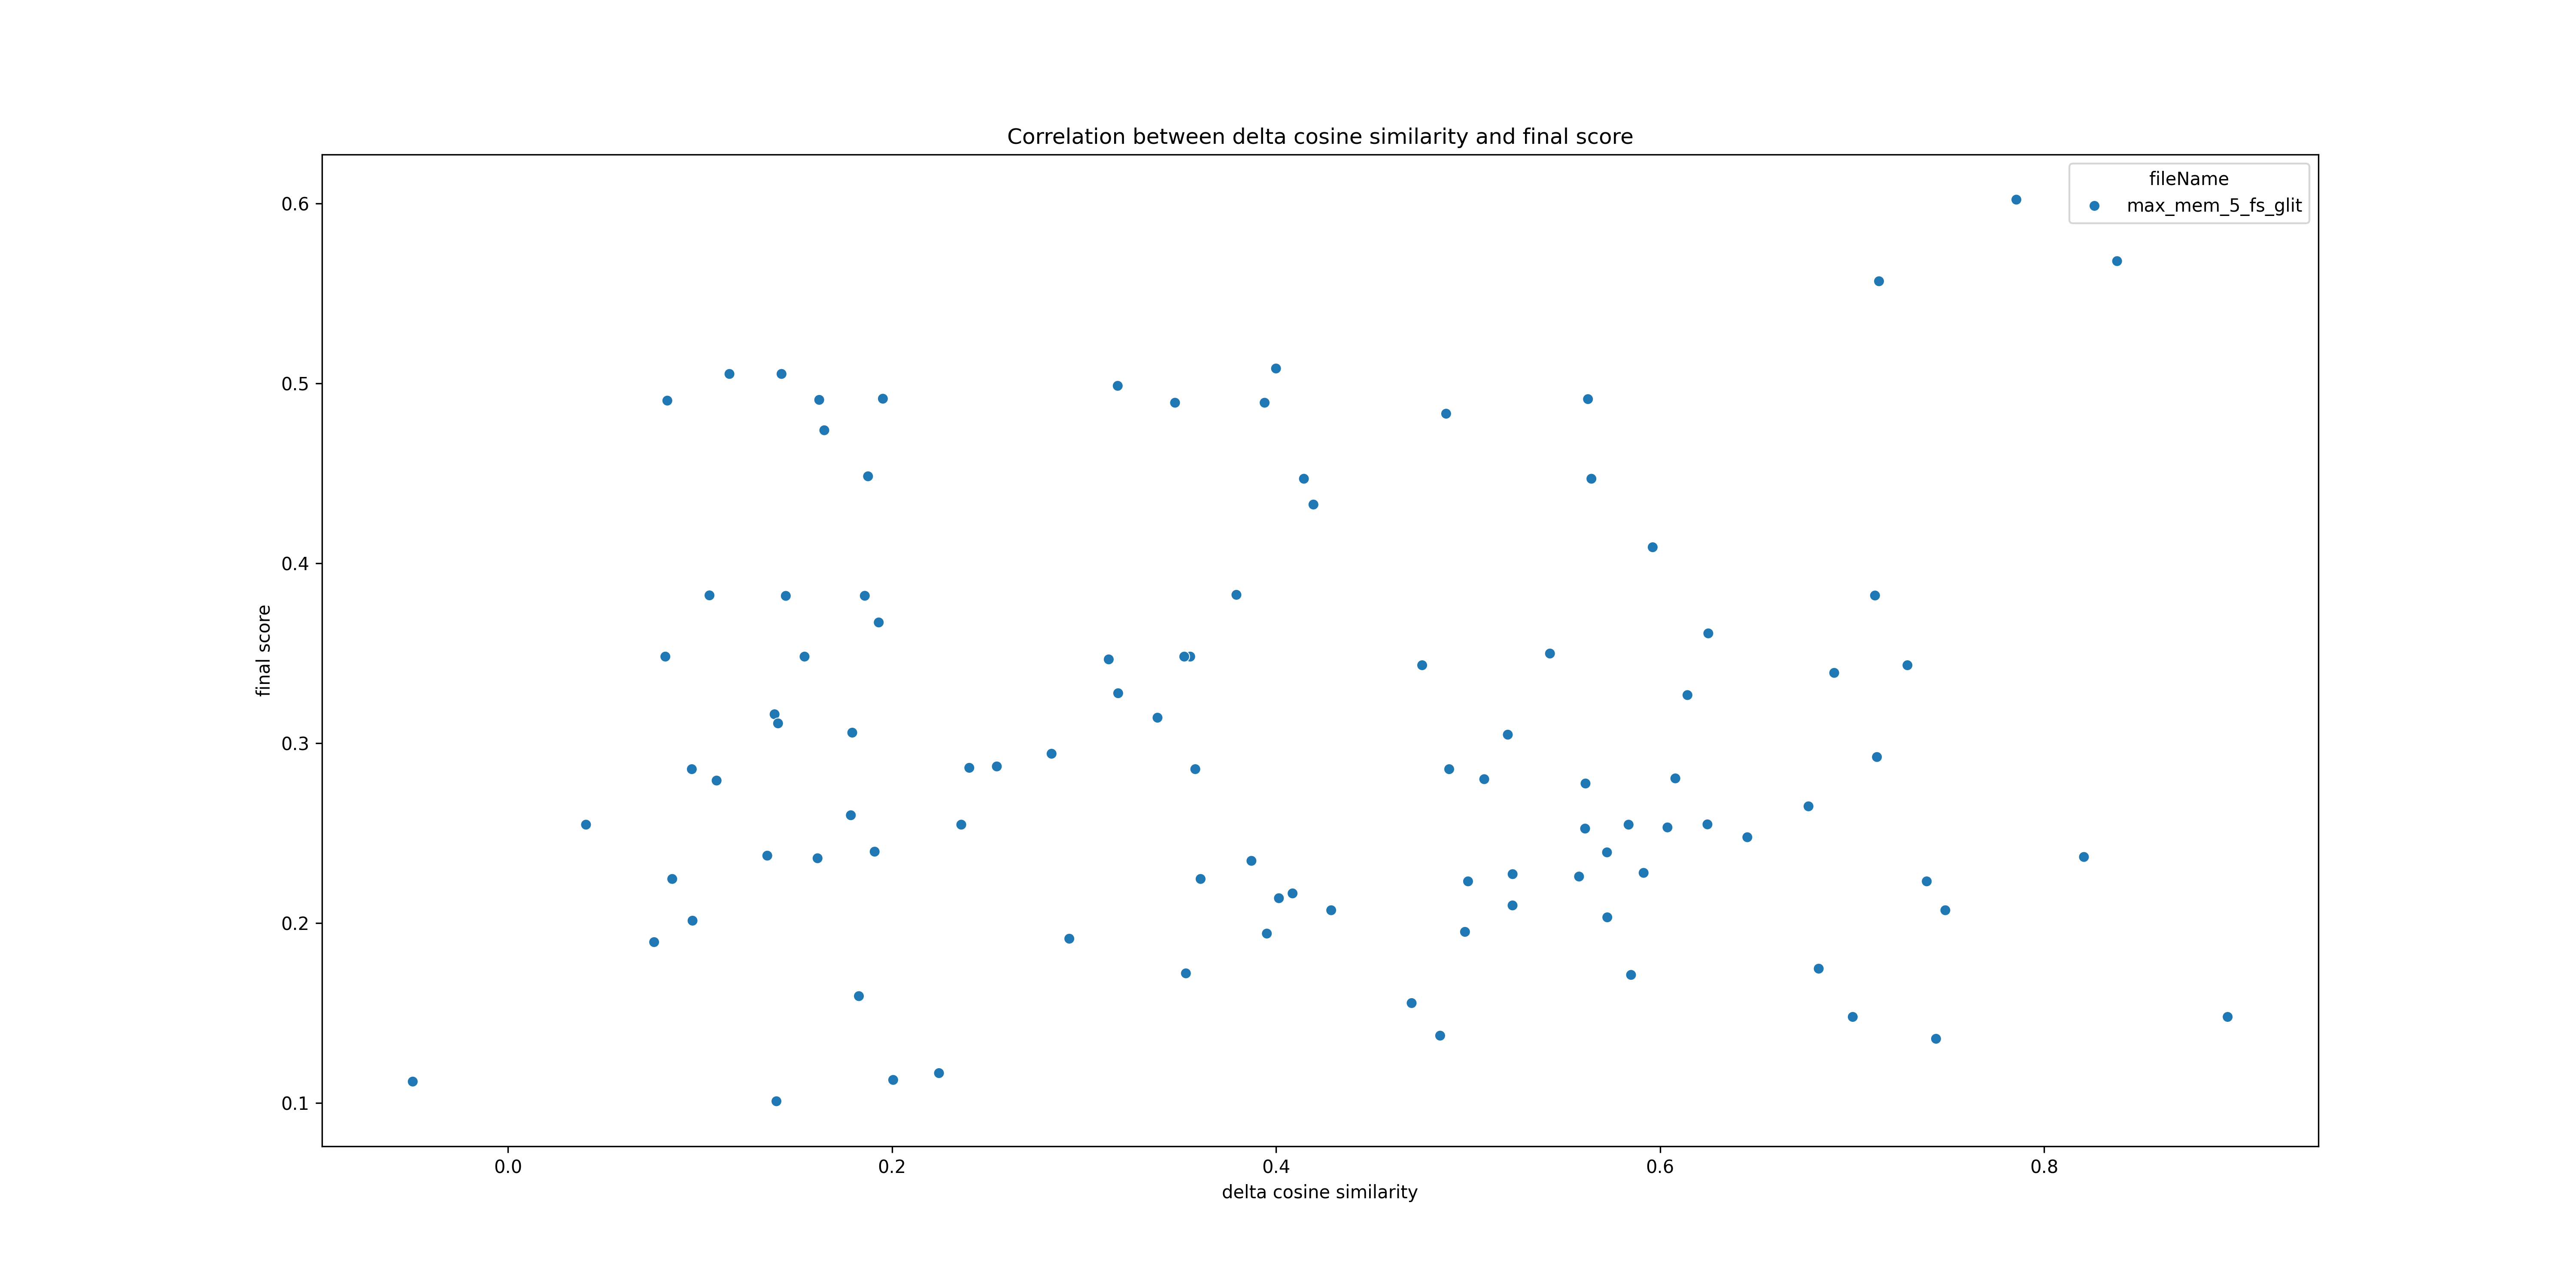 Correlation between delta cosine similarity and final score
fileName
max_mem_5_fs_glit
0.6
0.5
0.4
0.3
0.2
0.1
final score
0.0 0.2 0.4 0.6 0.8
delta cosine similarity